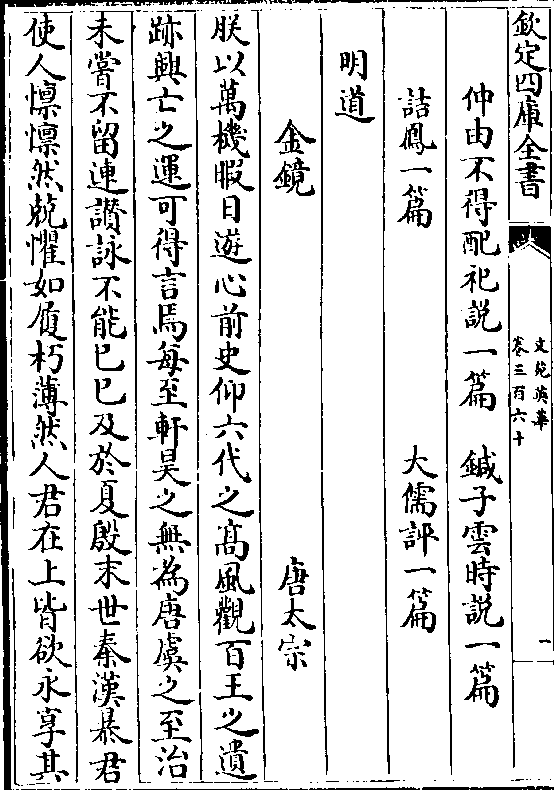 欽定四庫全書
文苑英華
卷三百六十
一
仲由不得配祀說一篇 鍼子雲時說一篇
詰鳳一篇 大儒評一篇
明道
金鏡 唐太宗
朕以萬機暇日遊心前史仰六代之髙風觀百王之遺
跡興亡之運可得言焉每至軒昊之無為唐虞之至治
未嘗不留連讚詠不能已已及於夏殷末世秦漢暴君
使人懍懍然兢懼如履朽薄然人君在上皆欲永享其